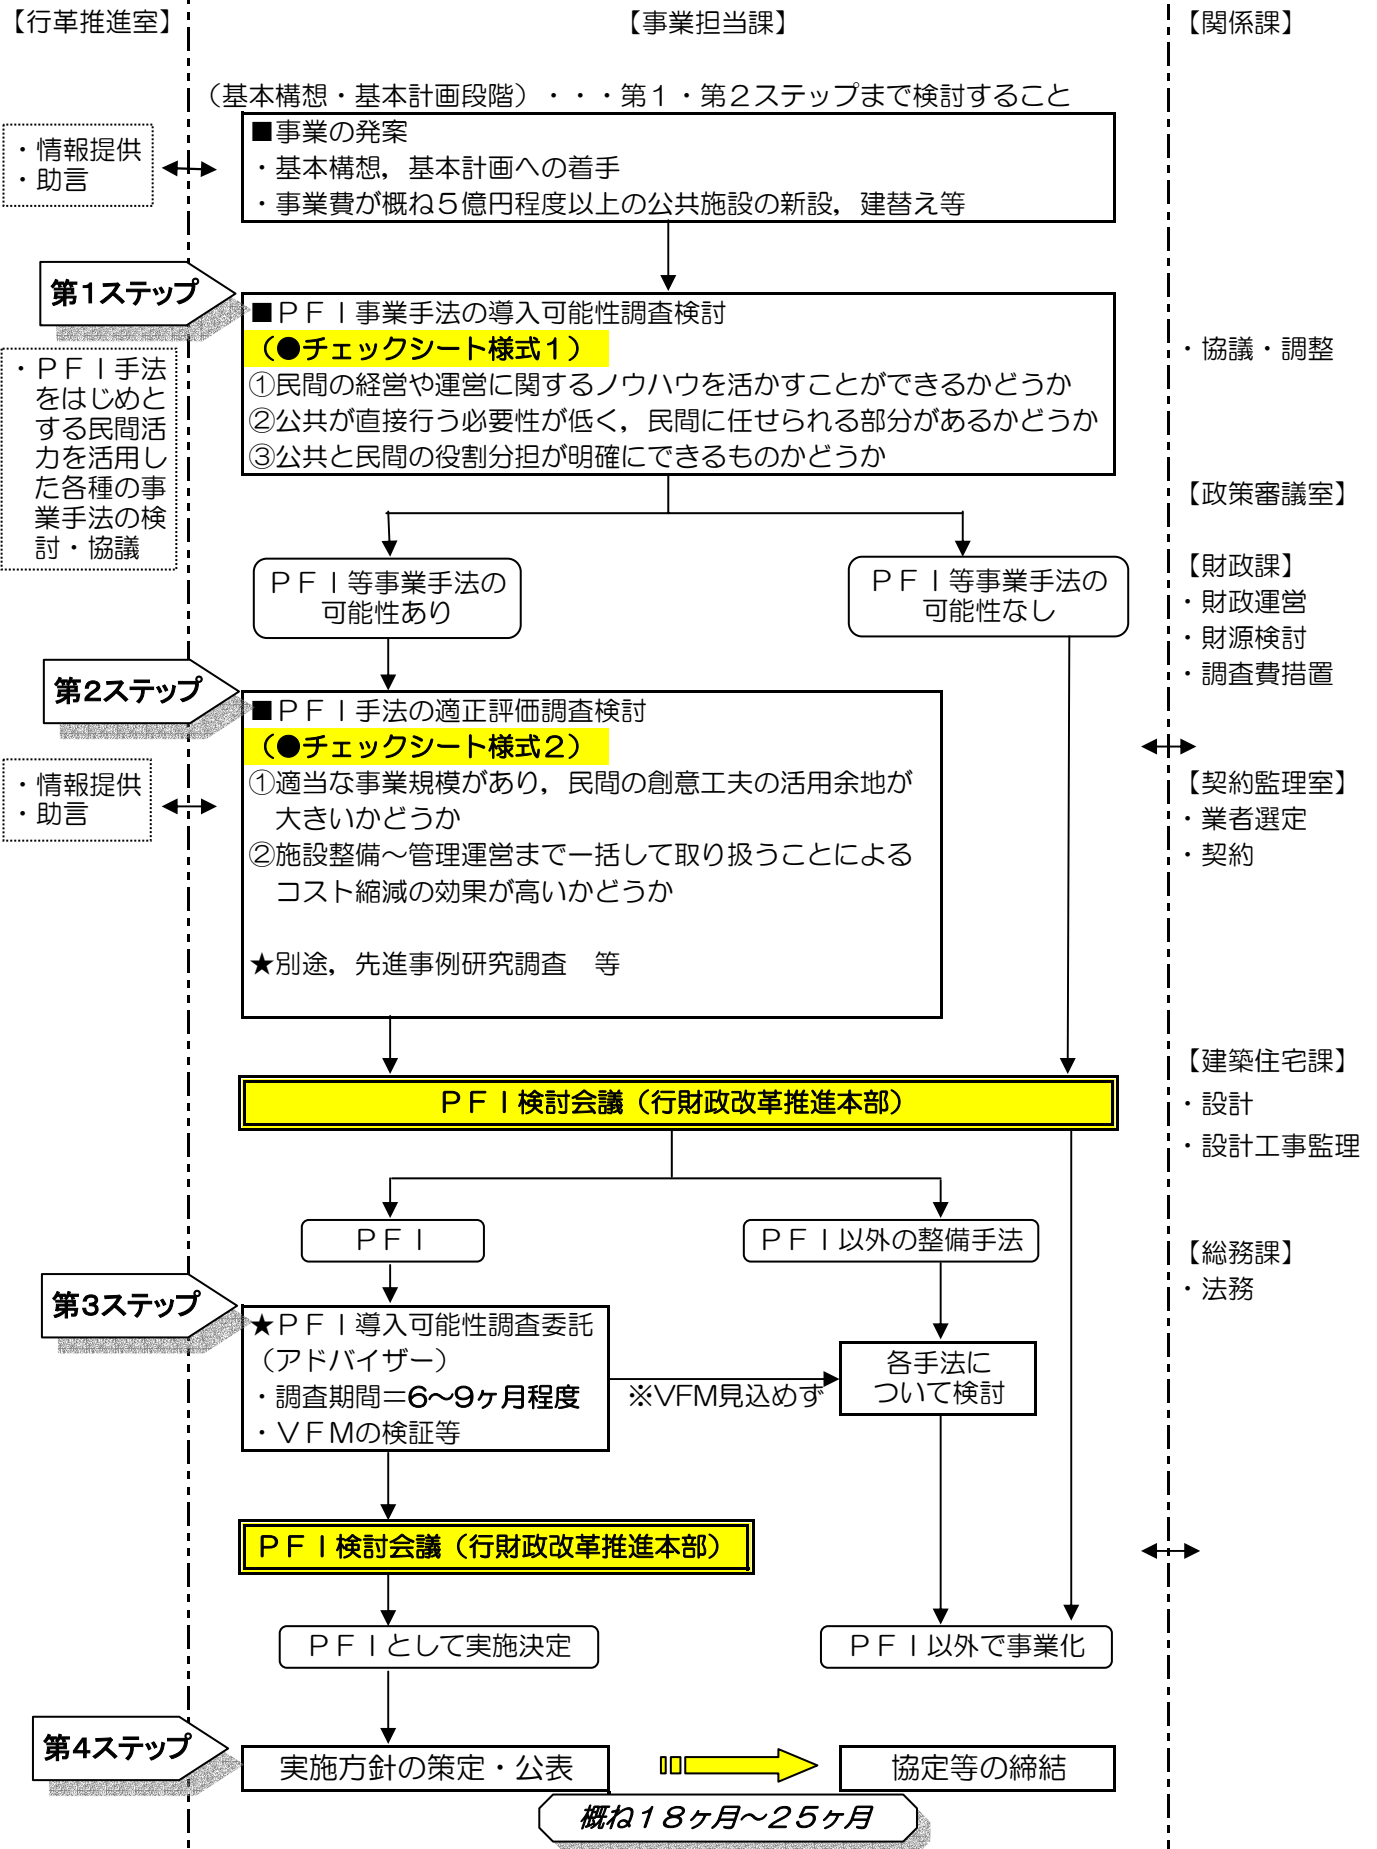 【行革推進室】
【事業担当課】
【関係課】
（基本構想・基本計画段階）・・・第１・第２ステップまで検討すること
■事業の発案
・基本構想，基本計画への着手
・事業費が概ね５億円程度以上の公共施設の新設，建替え等
・情報提供
・助言
第１ステップ
■ＰＦＩ事業手法の導入可能性調査検討
（●チェックシート様式１）
①民間の経営や運営に関するノウハウを活かすことができるかどうか
②公共が直接行う必要性が低く，民間に任せられる部分があるかどうか
③公共と民間の役割分担が明確にできるものかどうか
・ＰＦＩ手法
をはじめと
する民間活
力を活用し
た各種の事
業手法の検
討・協議
・協議・調整
【政策審議室】
【財政課】
・財政運営
・財源検討
・調査費措置
ＰＦＩ等事業手法の
可能性あり
ＰＦＩ等事業手法の
可能性なし
第２ステップ
■ＰＦＩ手法の適正評価調査検討
（●チェックシート様式２）
①適当な事業規模があり，民間の創意工夫の活用余地が
大きいかどうか
②施設整備～管理運営まで一括して取り扱うことによる
コスト縮減の効果が高いかどうか
★別途，先進事例研究調査　等
・情報提供
・助言
【契約監理室】
・業者選定
・契約
ＰＦＩ検討会議（行財政改革推進本部）
【建築住宅課】
・設計
・設計工事監理
ＰＦＩ
ＰＦＩ以外の整備手法
【総務課】
・法務
第３ステップ
★ＰＦＩ導入可能性調査委託
（アドバイザー）
・調査期間＝6～9ヶ月程度
・ＶＦＭの検証等
※VFM見込めず
各手法に
ついて検討
ＰＦＩ検討会議（行財政改革推進本部）
ＰＦＩとして実施決定
ＰＦＩ以外で事業化
第４ステップ
実施方針の策定・公表
協定等の締結
概ね１８ヶ月～２５ヶ月